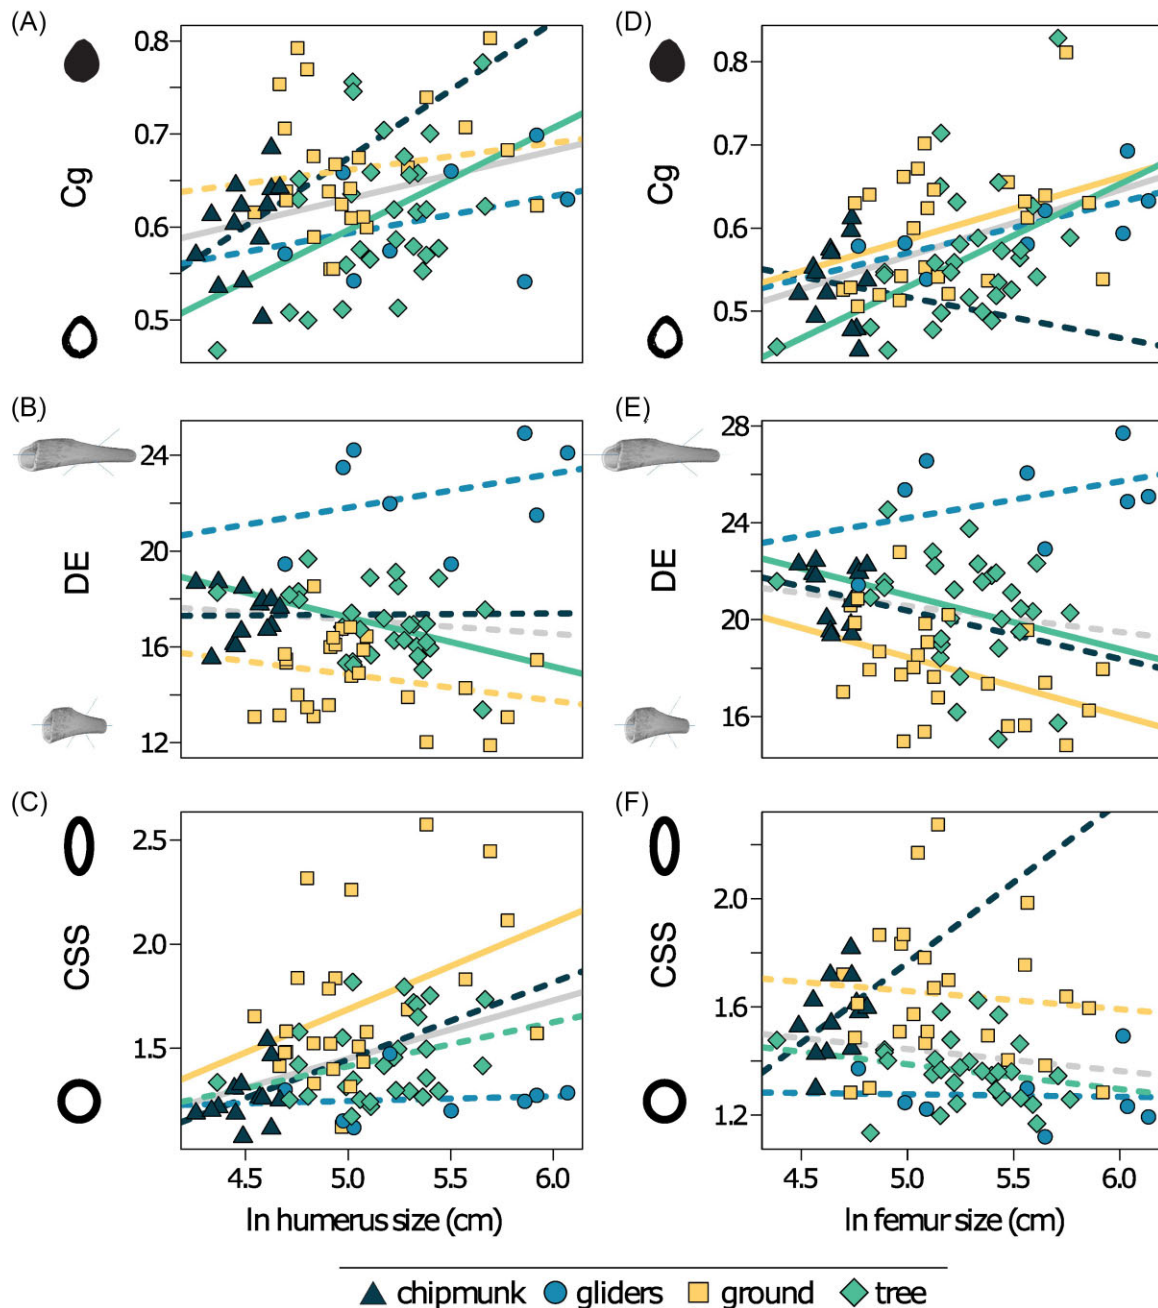 (A)
Cg
0.8
0.7
0.6
0.5
(D)
Cg
0.8
0.7
0.6
0.5
(B)
DE
24
20
16
12
(E)
DE
28
24
20
16
(C)
CSS
2.5
2.0
1.5
4.5 5.0 5.5 6.0
ln humerus size (cm)
(F)
CSS
2.0
1.6
1.2
4.5 5.0 5.5 6.0
ln femur size (cm)
chipmunk gliders ground tree